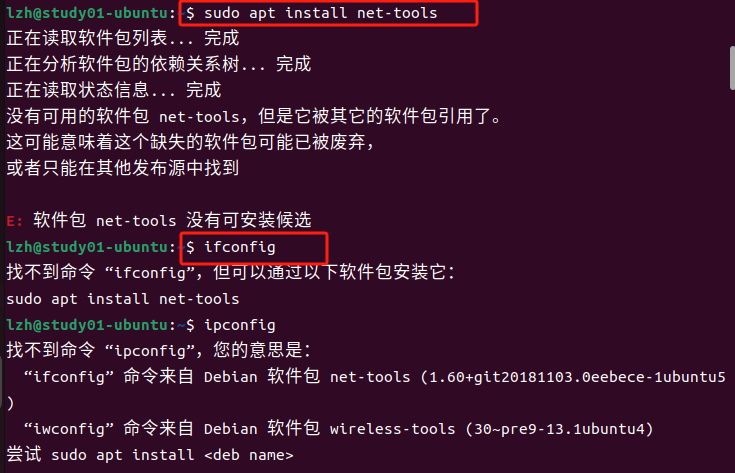 lzh@study01-ubuntu:~$ sudo apt install net-tools
正在读取软件包列表... 完成
正在分析软件包的依赖关系树... 完成
正在读取状态信息... 完成
没有可用的软件包 net-tools，但是它被其它的软件包引用了。
这可能意味着这个缺失的软件包可能已被废弃，
或者只能在其他发布源中找到
E: 软件包 net-tools 没有可安装候选
lzh@study01-ubuntu:~$ ifconfig
找不到命令 “ifconfig”，但可以通过以下软件包安装它：
sudo apt install net-tools
lzh@study01-ubuntu:~$ ipconfig
找不到命令 “ipconfig”，您的意思是：
“ifconfig” 命令来自 Debian 软件包 net-tools (1.60+git20181103.0eebece-1ubuntu5
)
“iwconfig” 命令来自 Debian 软件包 wireless-tools (30~pre9-13.1ubuntu4)
尝试 sudo apt install <deb name>